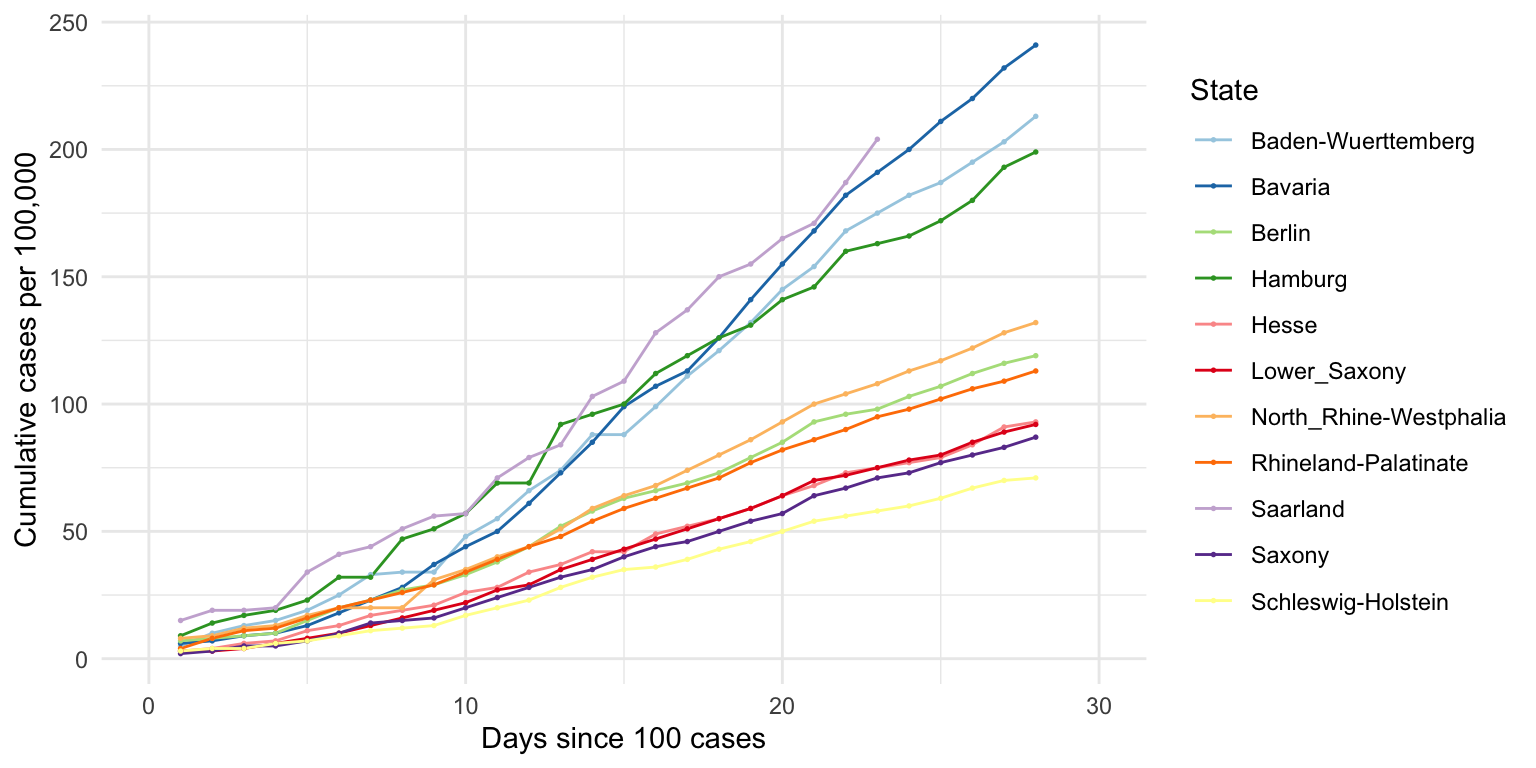 250
200
150
100
50
0
0 10 20 30
Cumulative cases per 100,000
Days since 100 cases
State
Baden-Wuerttemberg
Bavaria
Berlin
Hamburg
Hesse
Lower_Saxony
North_Rhine-Westphalia
Rhineland-Palatinate
Saarland
Saxony
Schleswig-Holstein